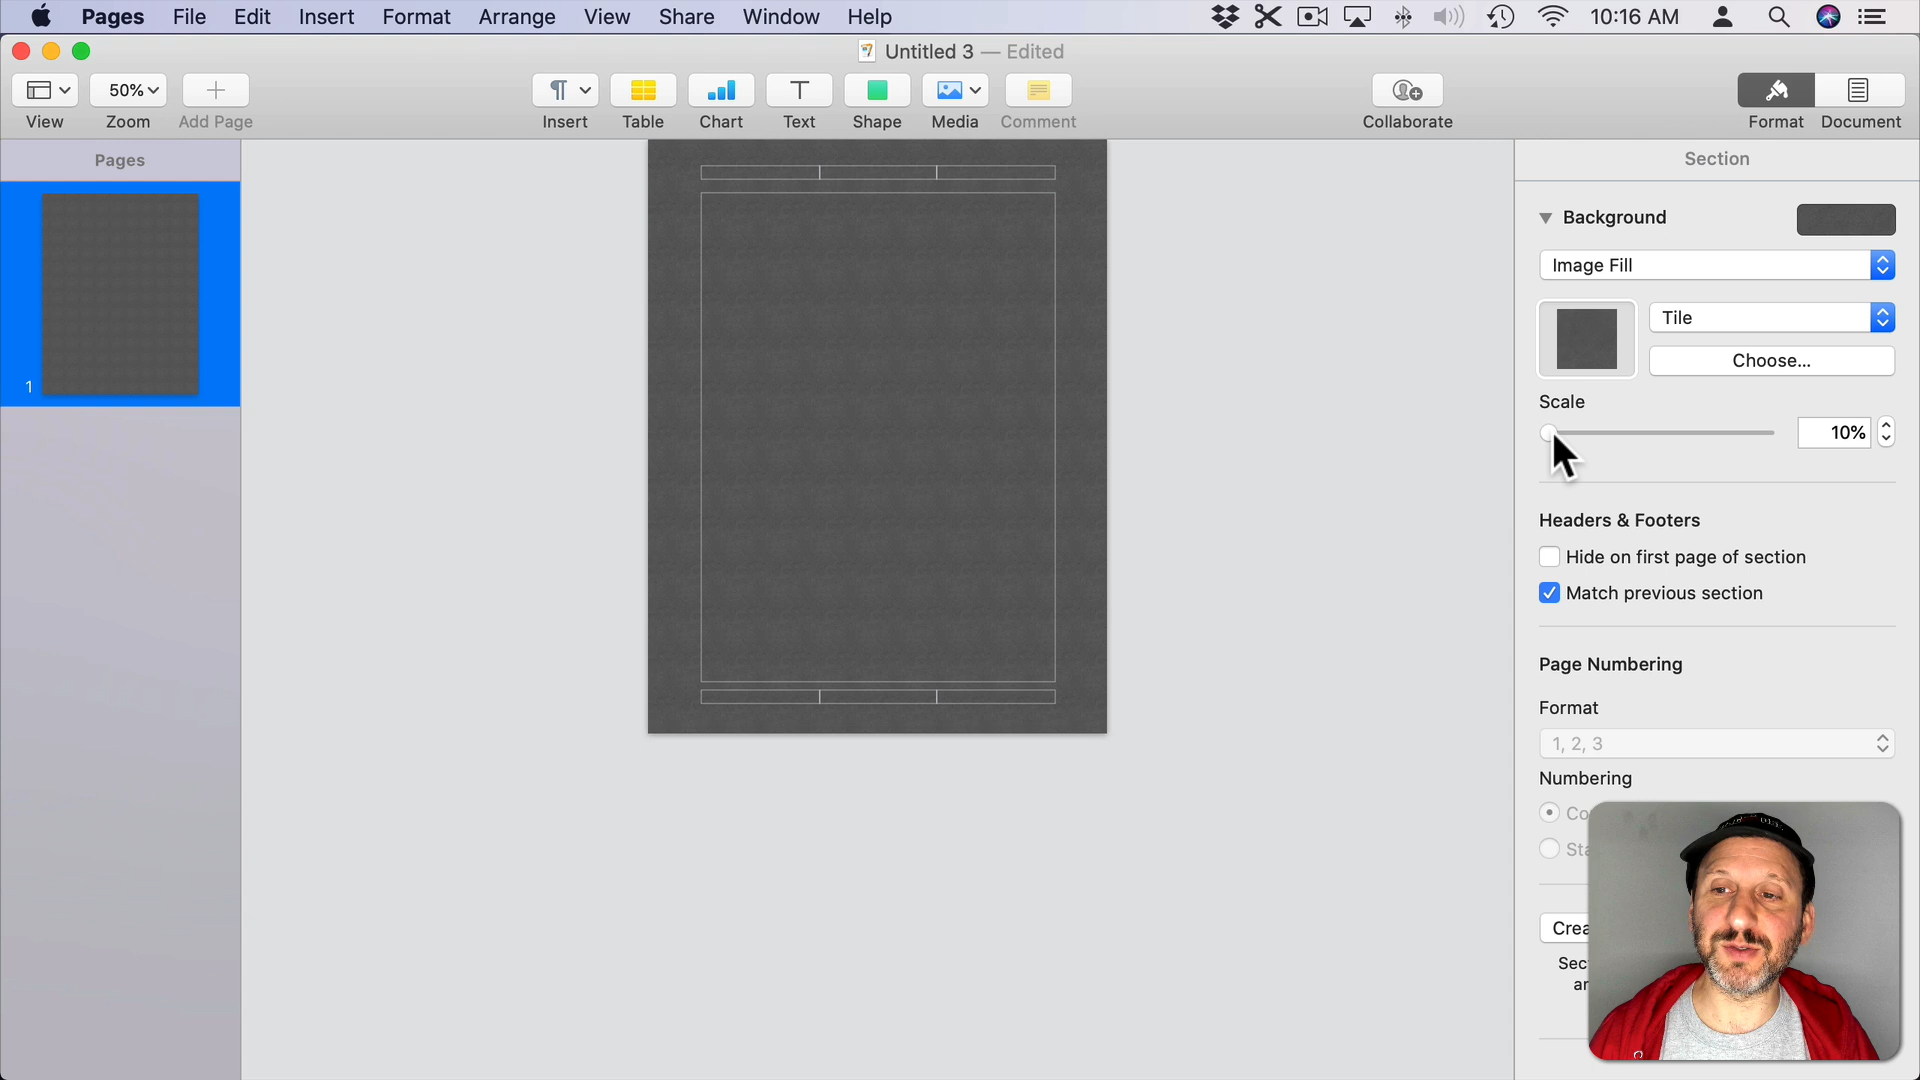 Pages File Edit Insert Format Arrange View Share Window Help 10:16 AM
Untitled 3 — Edited
50%
View Zoom Add Page Insert Table Chart Text Shape Media Comment Collaborate Format Document
Pages
Section
1
Background
Image Fill
Tile
Choose...
Scale
10%
Headers & Footers
Hide on first page of section
Match previous section
Page Numbering
Format
1, 2, 3
Numbering